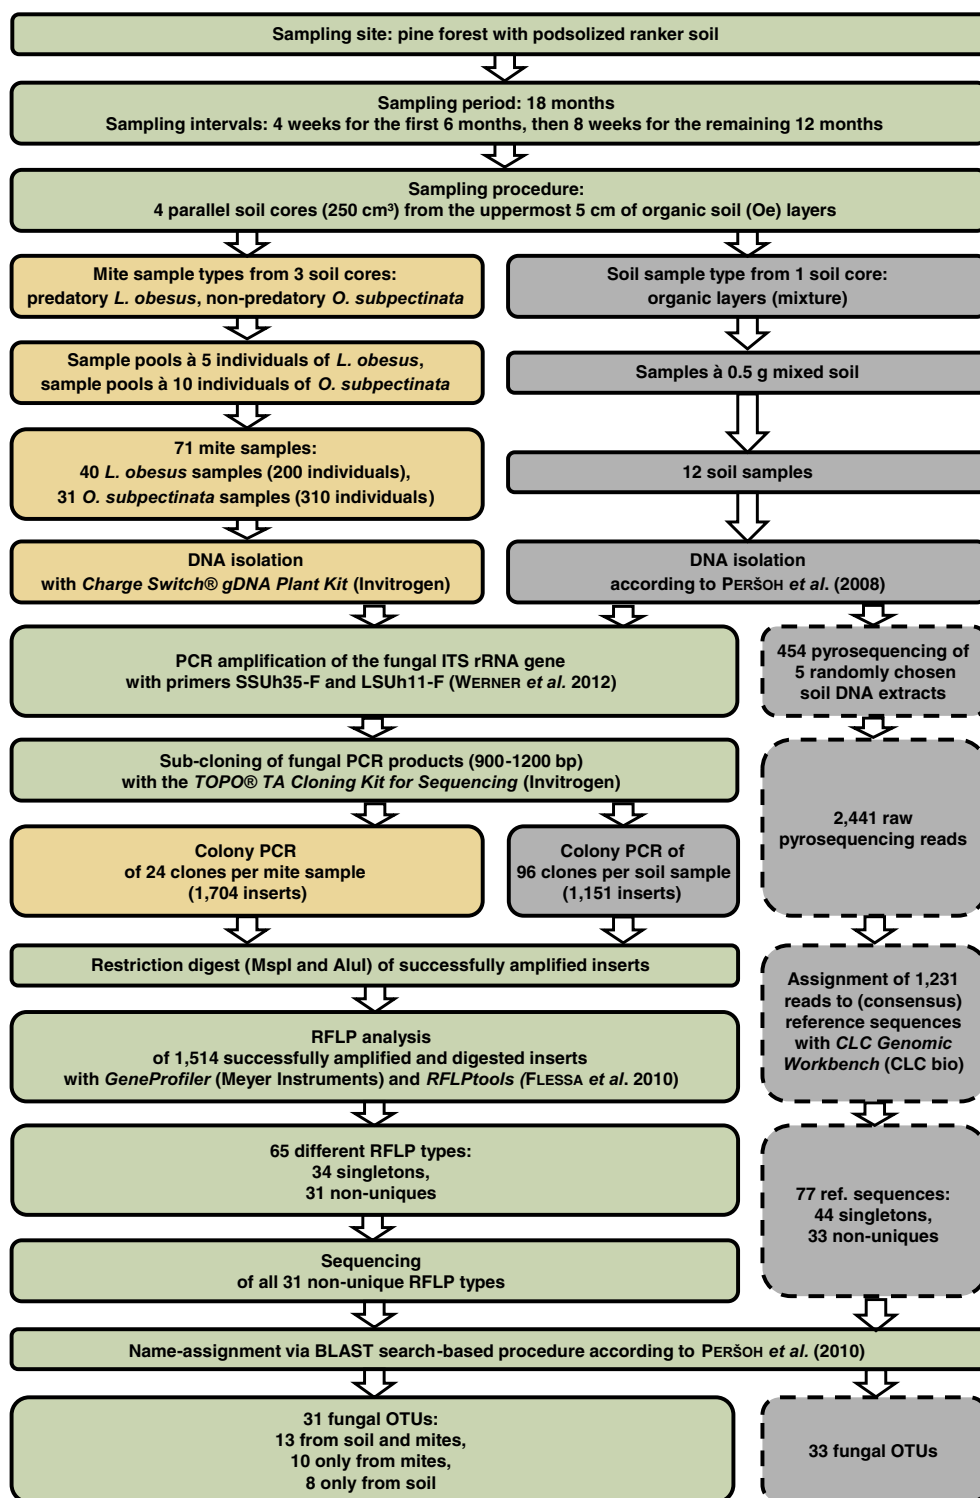 Sampling site: pine forest with podsolized ranker soil
Sampling period: 18 months
Sampling intervals: 4 weeks for the first 6 months, then 8 weeks for the remaining 12 months
Sampling procedure:
4 parallel soil cores (250 cm³) from the uppermost 5 cm of organic soil (Oe) layers
Mite sample types from 3 soil cores:
predatory L. obesus, non-predatory O. subpectinata
Soil sample type from 1 soil core:
organic layers (mixture)
Sample pools à 5 individuals of L. obesus,
sample pools à 10 individuals of O. subpectinata
Samples à 0.5 g mixed soil
71 mite samples:
40 L. obesus samples (200 individuals),
31 O. subpectinata samples (310 individuals)
12 soil samples
DNA isolation
with Charge Switch® gDNA Plant Kit (Invitrogen)
DNA isolation
according to PERŠOH et al. (2008)
PCR amplification of the fungal ITS rRNA gene
with primers SSUh35-F and LSUh11-F (WERNER et al. 2012)
454 pyrosequencing of
5 randomly chosen
soil DNA extracts
Sub-cloning of fungal PCR products (900-1200 bp)
with the TOPO® TA Cloning Kit for Sequencing (Invitrogen)
2,441 raw
pyrosequencing reads
Colony PCR
of 24 clones per mite sample
(1,704 inserts)
Colony PCR of
96 clones per soil sample
(1,151 inserts)
Restriction digest (MspI and AluI) of successfully amplified inserts
Assignment of 1,231
reads to (consensus)
reference sequences
with CLC Genomic
Workbench (CLC bio)
RFLP analysis
of 1,514 successfully amplified and digested inserts
with GeneProfiler (Meyer Instruments) and RFLPtools (FLESSA et al. 2010)
65 different RFLP types:
34 singletons,
31 non-uniques
77 ref. sequences:
44 singletons,
33 non-uniques
Sequencing
of all 31 non-unique RFLP types
Name-assignment via BLAST search-based procedure according to PERŠOH et al. (2010)
31 fungal OTUs:
13 from soil and mites,
10 only from mites,
8 only from soil
33 fungal OTUs